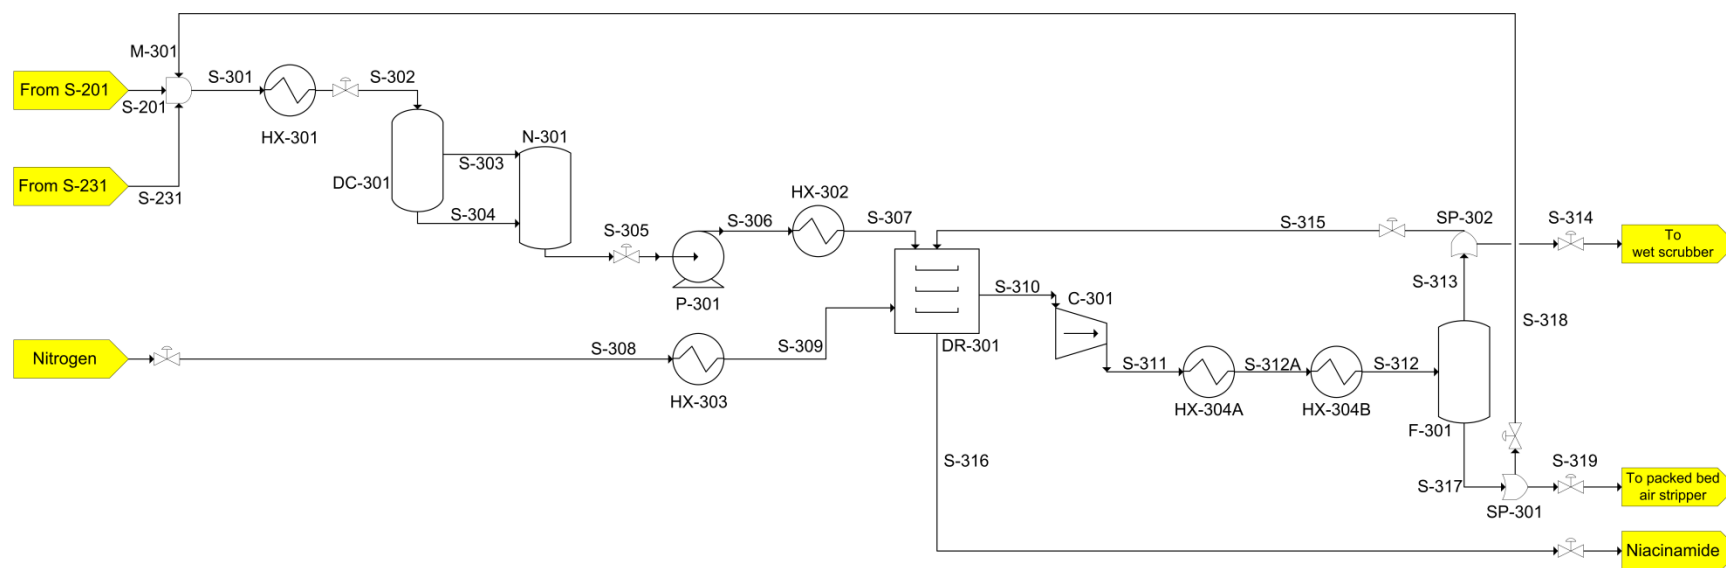 M-301
From S-201
S-201
S-301
HX-301
S-302
From S-231
S-231
DC-301
S-303
S-304
N-301
S-305
P-301
S-306
HX-302
S-307
S-315
SP-302
S-314
To
wet scrubber
S-313
S-310
C-301
S-318
Nitrogen
S-308
HX-303
S-309
DR-301
S-311
HX-304A
S-312A
HX-304B
S-312
F-301
S-316
S-317
SP-301
S-319
To packed bed
air stripper
Niacinamide